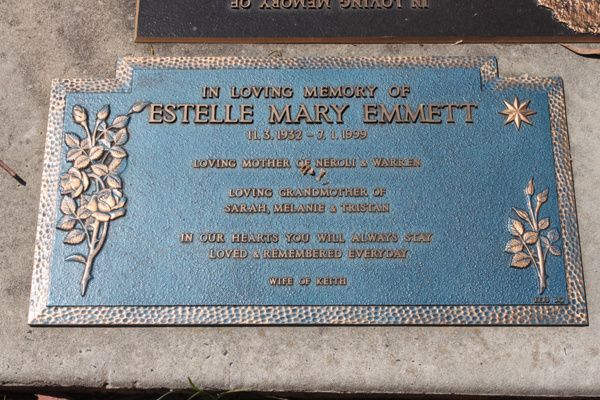 IN LOVING MEMORY OF
IN LOVING MEMORY OF
ESTELLE MARY EMMETT
11. 3. 1932 – 7. 1. 1999
LOVING MOTHER OF NEROLI & WARREN
LOVING GRANDMOTHER OF
SARAH, MELANIE & TRISTAN
IN OUR HEARTS YOU WILL ALWAYS STAY
LOVED & REMEMBERED EVERYDAY
WIFE OF KEITH